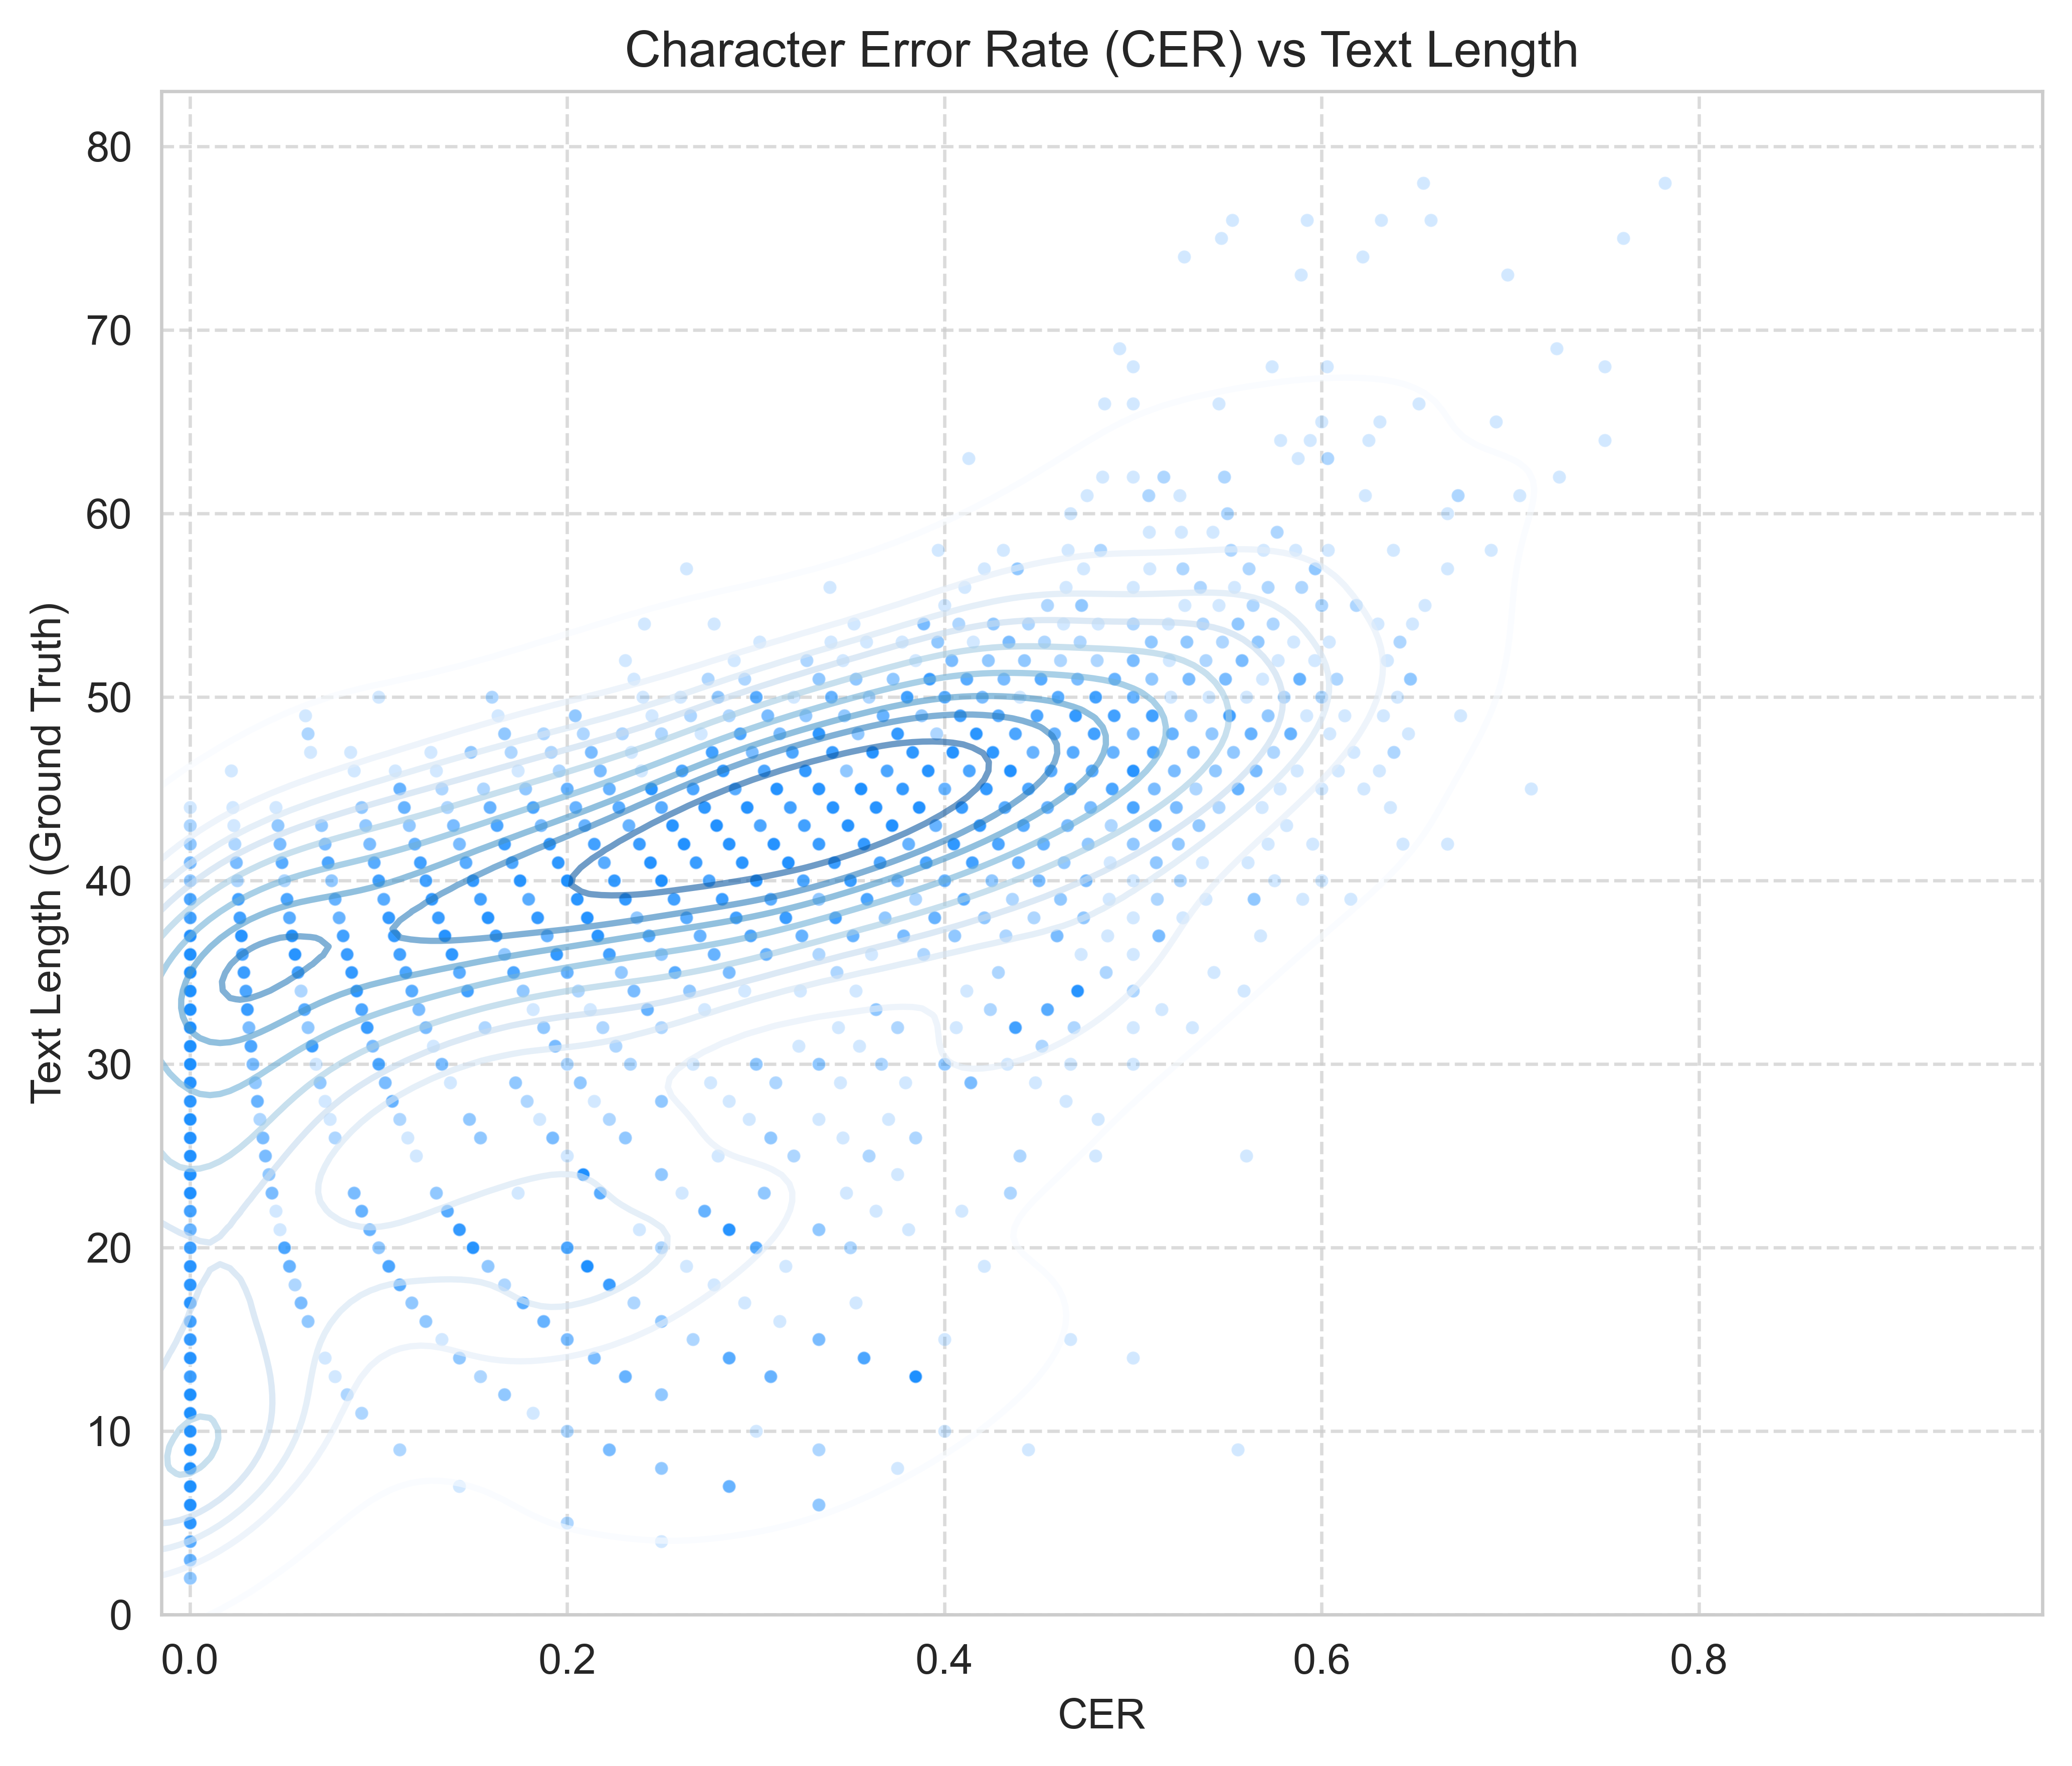 Character Error Rate (CER) vs Text Length
Text Length (Ground Truth)
80
70
60
50
40
30
20
10
0
0.0 0.2 0.4 0.6 0.8
CER